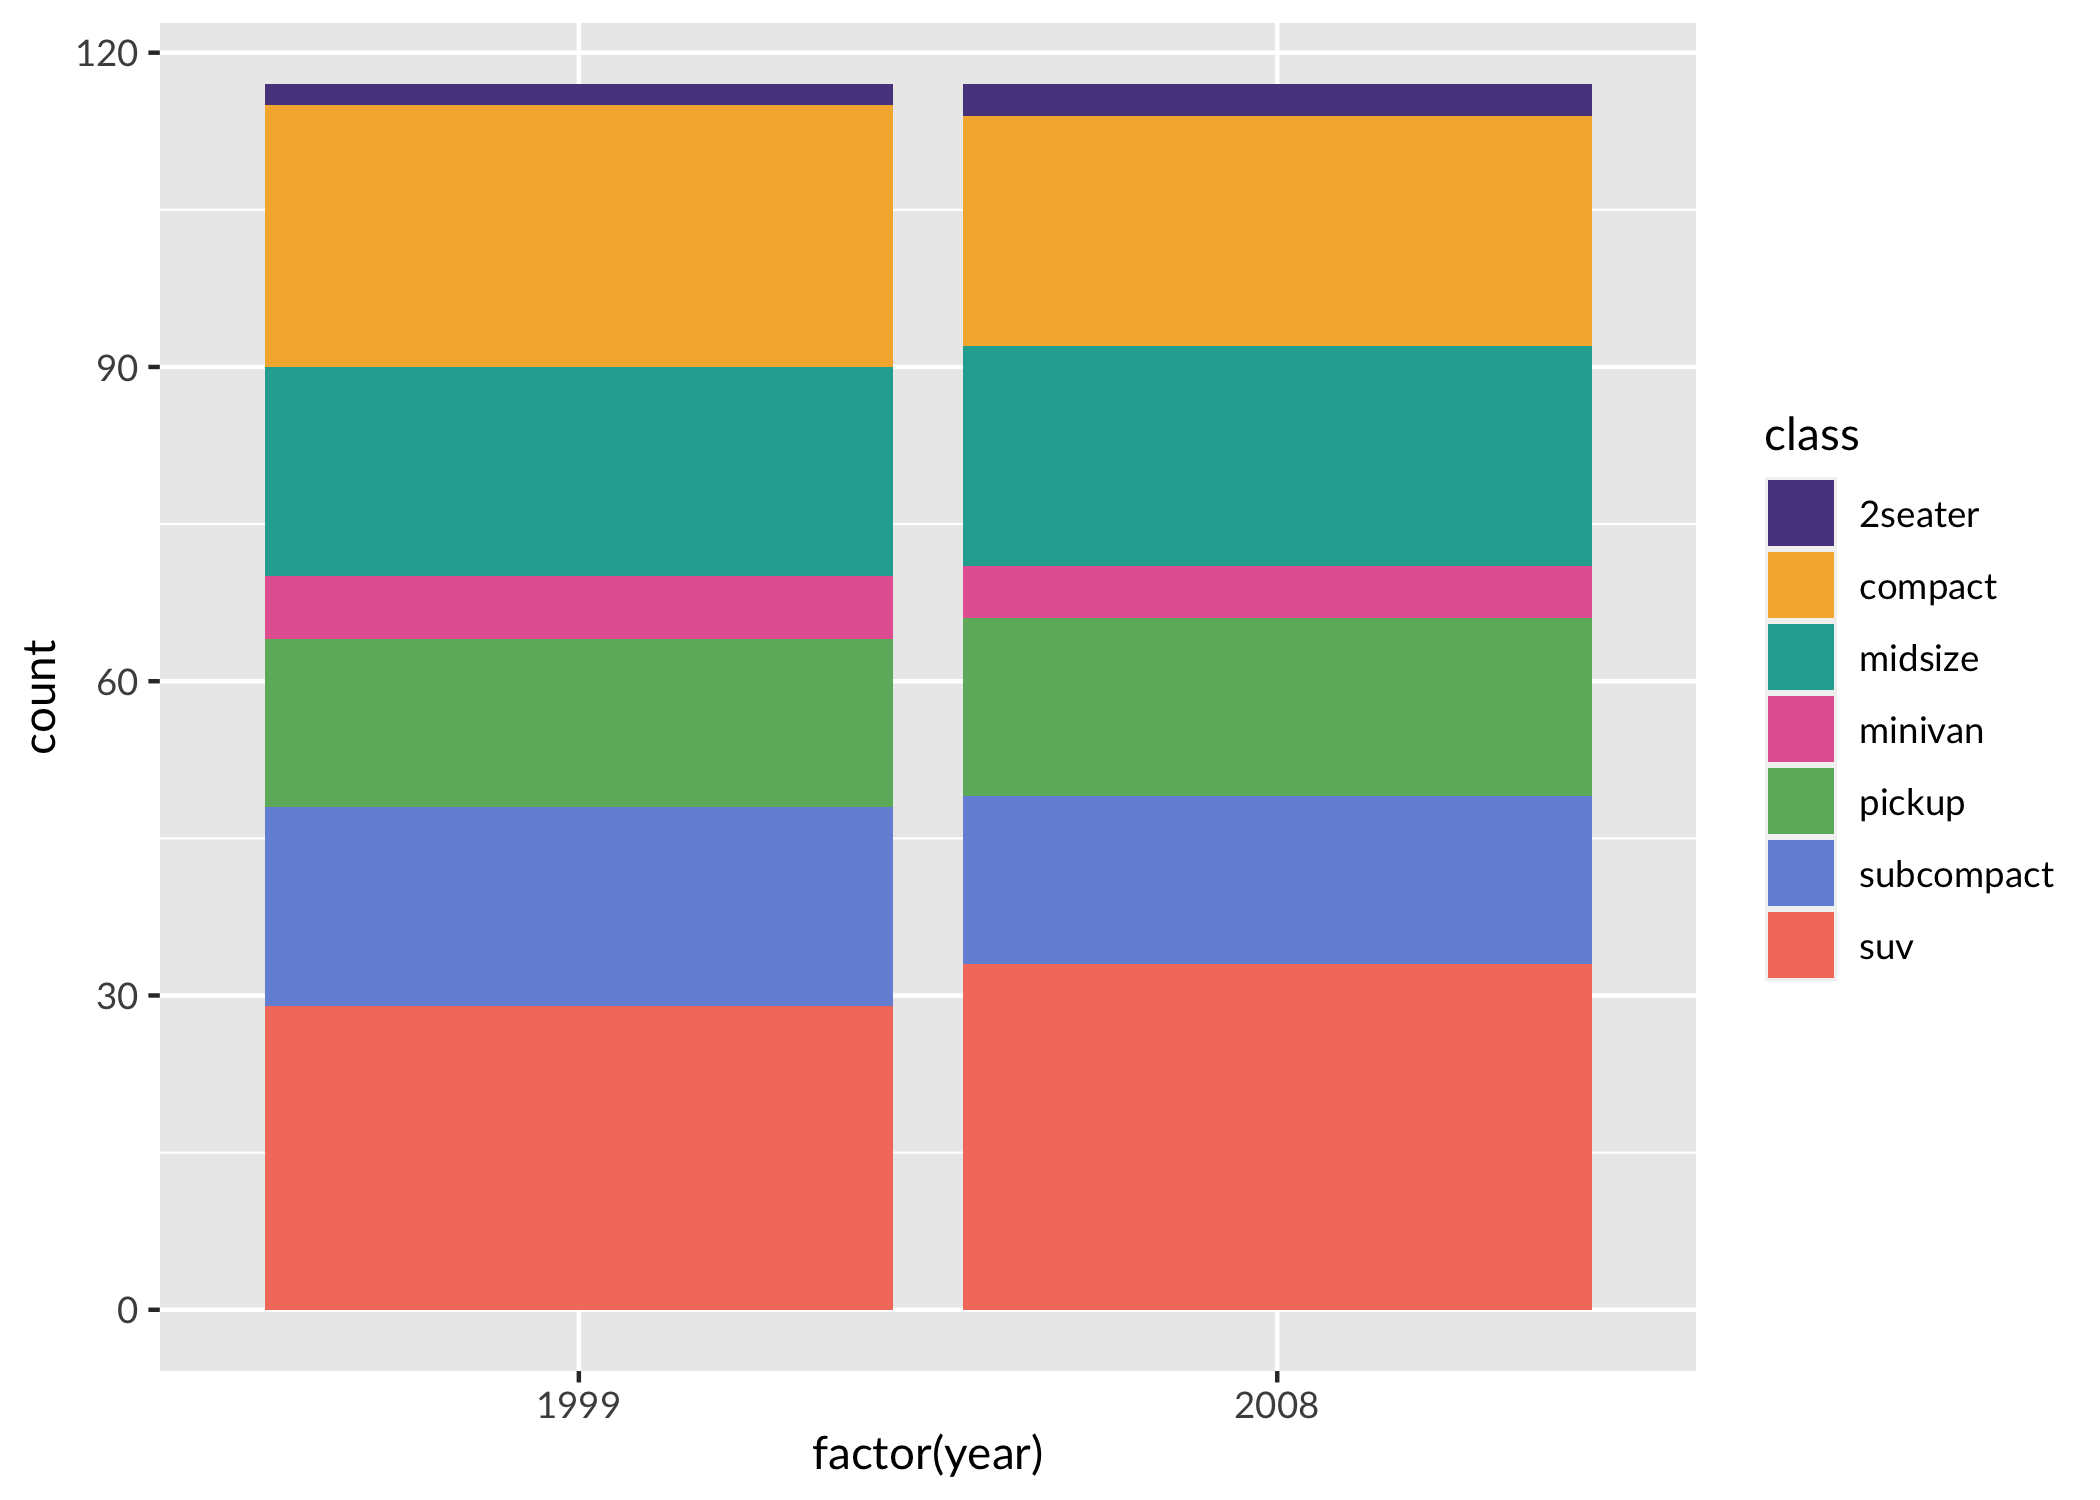 120
90
60
30
0
count
1999
2008
factor(year)
class
2seater
compact
midsize
minivan
pickup
subcompact
suv